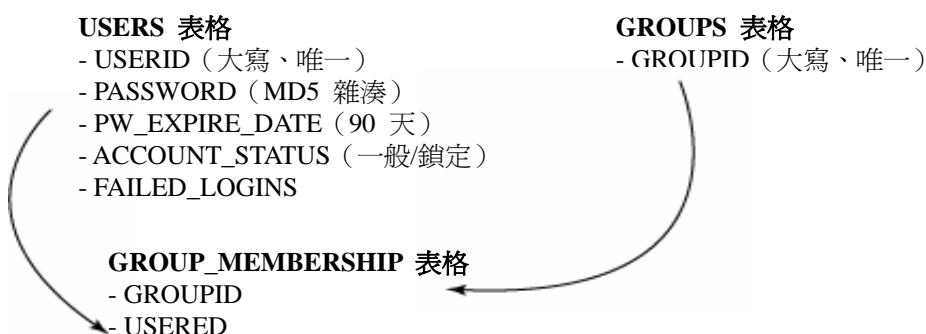 USERS 表格
- USERID（大寫、唯一）
- PASSWORD（MD5 雜湊）
- PW_EXPIRE_DATE（90 天）
- ACCOUNT_STATUS（一般/鎖定）
- FAILED_LOGINS
GROUPS 表格
- GROUPID（大寫、唯一）
GROUP_MEMBERSHIP 表格
- GROUPID
- USERED